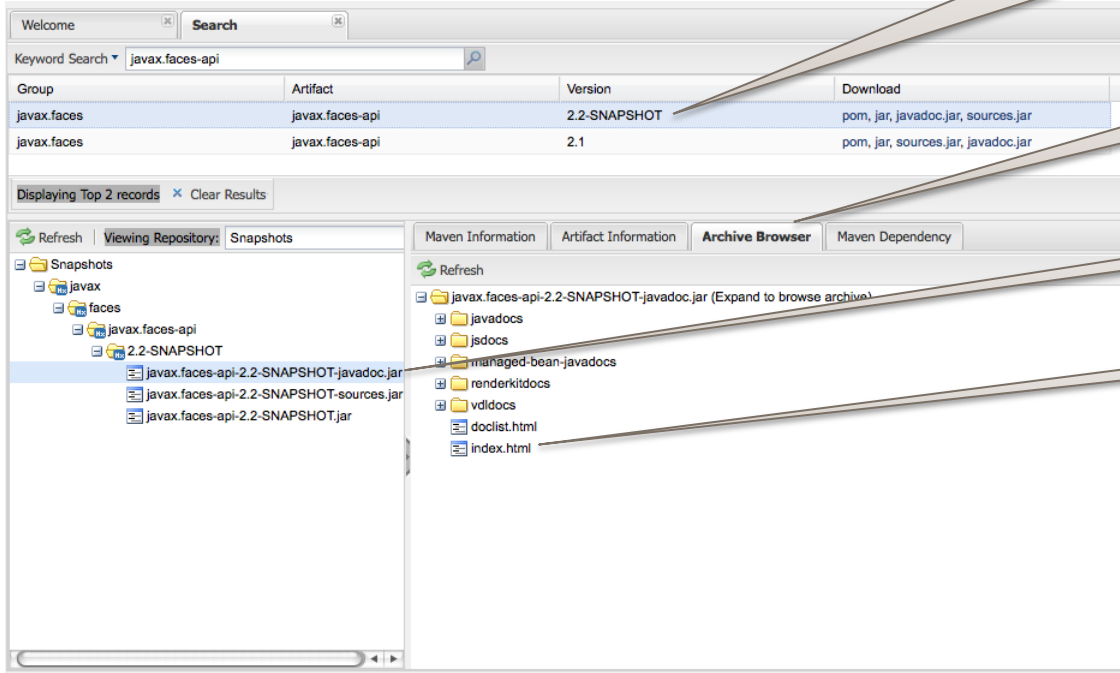 Welcome
Search
Keyword Search javax.faces-api
Group Artifact Version Download
javax.faces javax.faces-api 2.2-SNAPSHOT pom, jar, javadoc.jar, sources.jar
javax.faces javax.faces-api 2.1 pom, jar, sources.jar, javadoc.jar
Displaying Top 2 records Clear Results
Refresh Viewing Repository: Snapshots
Snapshots
javax
faces
javax.faces-api
2.2-SNAPSHOT
javax.faces-api-2.2-SNAPSHOT-javadoc.jar
javax.faces-api-2.2-SNAPSHOT-sources.jar
javax.faces-api-2.2-SNAPSHOT.jar
Maven Information Artifact Information Archive Browser Maven Dependency
Refresh
javax.faces-api-2.2-SNAPSHOT-javadoc.jar (Expand to browse archive)
javadocs
jsdocs
managed-bean-javadocs
renderkitdocs
vdldocs
doclist.html
index.html